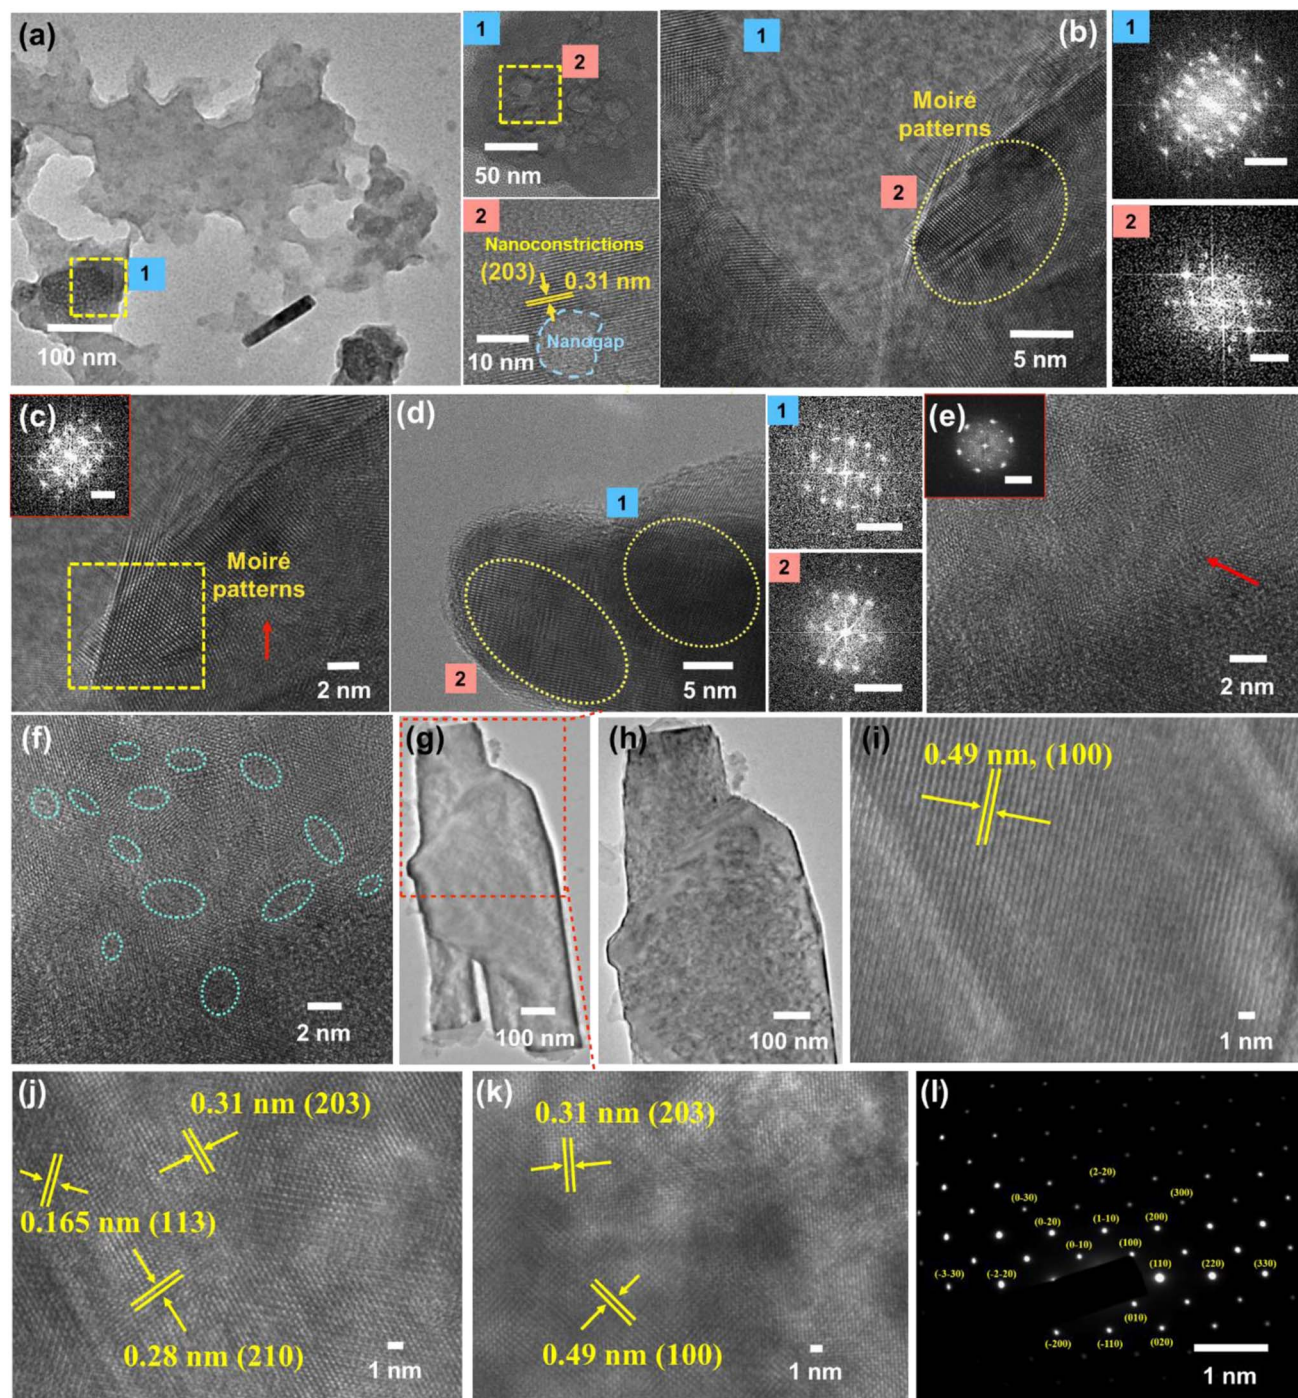 (a)
1
100 nm
1
2
50 nm
2
Nanoconstrictions
(203)
0.31 nm
10 nm
Nanogap
1
(b)
Moiré
patterns
2
5 nm
1
2
(c)
Moiré
patterns
2 nm
(d)
1
2
5 nm
1
2
(e)
2 nm
(f)
2 nm
(g)
100 nm
(h)
100 nm
(i)
0.49 nm, (100)
1 nm
(j)
0.31 nm (203)
0.165 nm (113)
0.28 nm (210)
1 nm
(k)
0.31 nm (203)
0.49 nm (100)
1 nm
(l)
(2-20)
(0-30)
(300)
(0-20)
(1-10)
(200)
(0-10)
(100)
(-3-30)
(-2-20)
(110)
(220)
(330)
(010)
(-200)
(-110)
(020)
1 nm